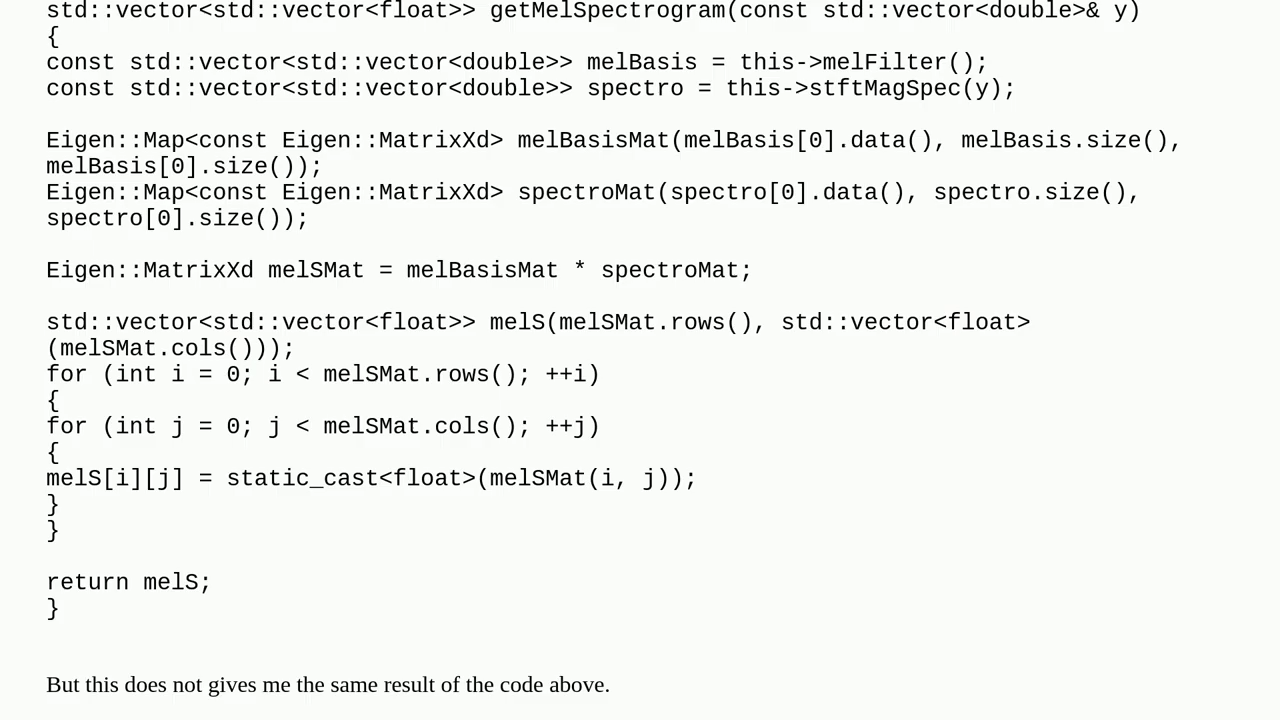 std::vector<std::vector<float>> getMelSpectrogram(const std::vector<double>& y)
{
const std::vector<std::vector<double>> melBasis = this->melFilter();
const std::vector<std::vector<double>> spectro = this->stftMagSpec(y);
Eigen::Map<const Eigen::MatrixXd> melBasisMat(melBasis[0].data(), melBasis.size(),
melBasis[0].size());
Eigen::Map<const Eigen::MatrixXd> spectroMat(spectro[0].data(), spectro.size(),
spectro[0].size());
Eigen::MatrixXd melSMat = melBasisMat * spectroMat;
std::vector<std::vector<float>> melS(melSMat.rows(), std::vector<float>
(melSMat.cols()));
for (int i = 0; i < melSMat.rows(); ++i)
{
for (int j = 0; j < melSMat.cols(); ++j)
{
melS[i][j] = static_cast<float>(melSMat(i, j));
}
}
return melS;
}
But this does not gives me the same result of the code above.